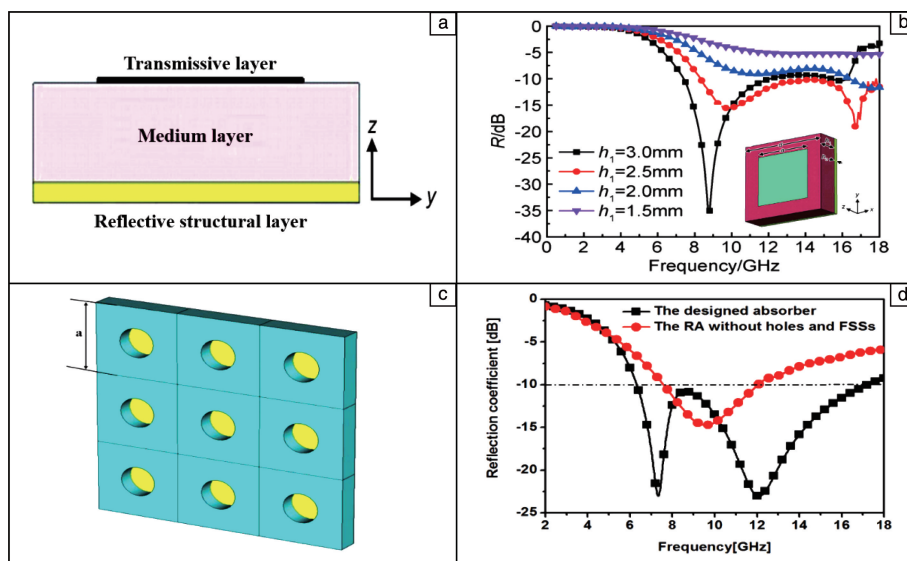 a
Transmissive layer
Medium layer
z
y
Reflective structural layer
b
0
-5
-10
-15
-20
-25
-30
-35
-40
R/dB
h₁=3.0mm
h₁=2.5mm
h₁=2.0mm
h₁=1.5mm
z
y
x
0 2 4 6 8 10 12 14 16 18
Frequency/GHz
c
a
d
0
-5
-10
-15
-20
-25
Reflection coefficient [dB]
The designed absorber
The RA without holes and FSSs
2 4 6 8 10 12 14 16 18
Frequency[GHz]